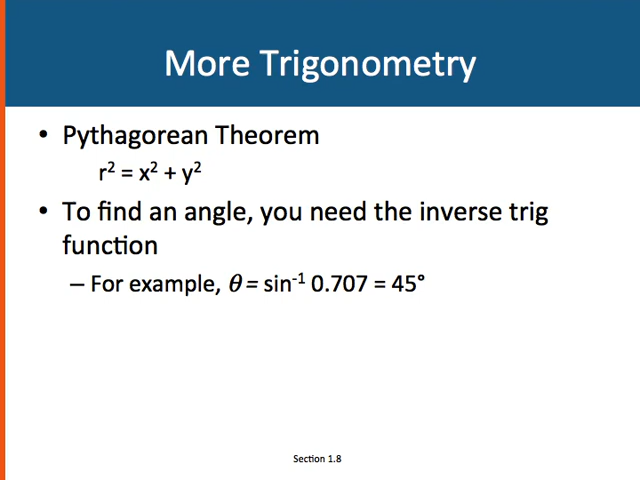 More Trigonometry
• Pythagorean Theorem
r² = x² + y²
• To find an angle, you need the inverse trig
function
– For example, θ = sin⁻¹ 0.707 = 45°
Section 1.8